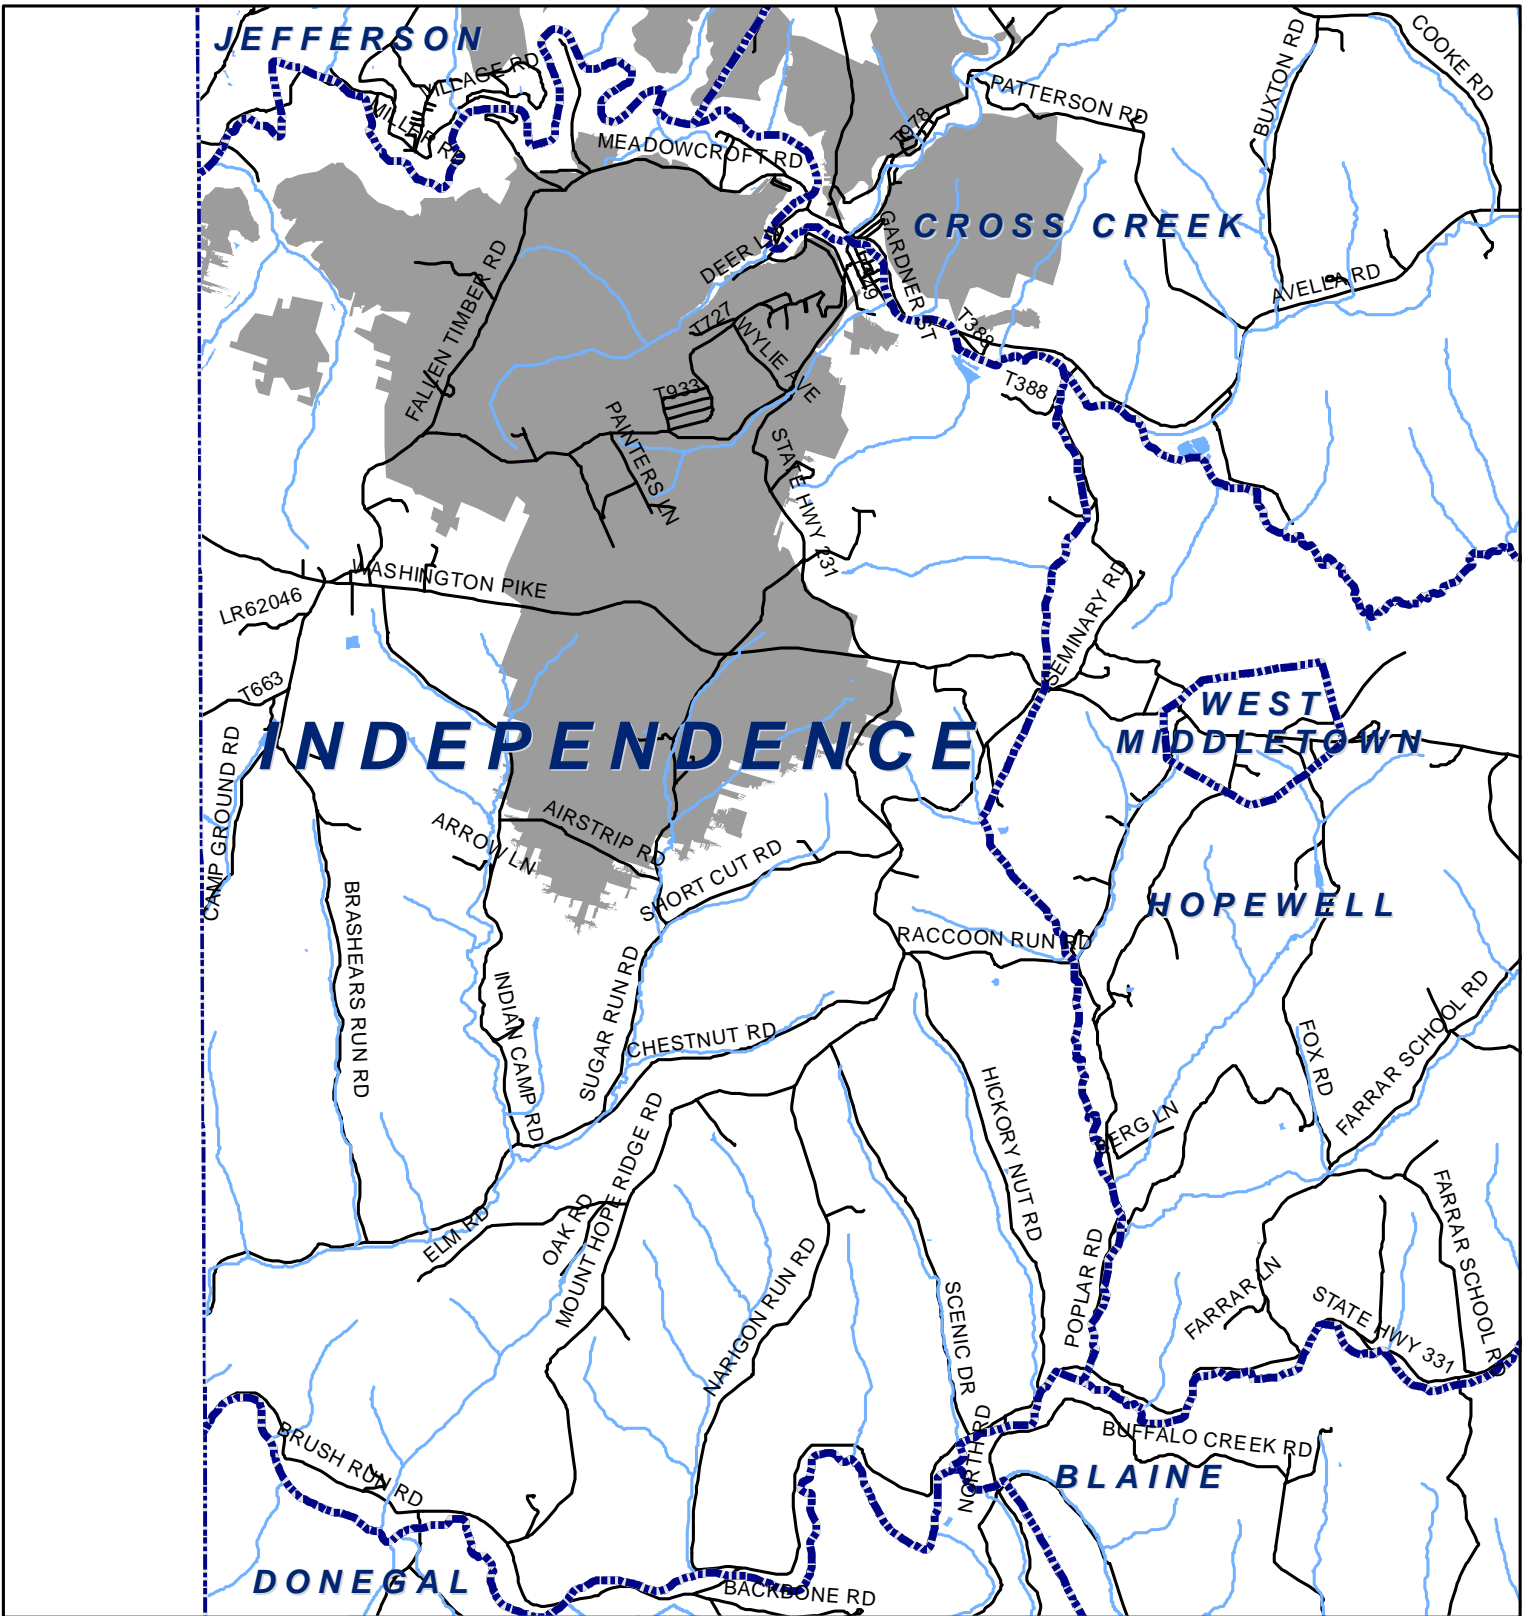 JEFFERSON
VILLAGE RD
MILLER RD
MEADOWCROFT RD
T978
PATTERSON RD
BUXTON RD
COOKE RD
CROSS CREEK
GARDNER ST
DEER LN
AVELLA RD
FALLEN TIMBER RD
T727
WYLIE AVE
T388
T388
T933
PAINTERS LN
STATE HWY 231
WASHINGTON PIKE
LR62046
SEMINARY RD
T663
WEST
MIDDLETOWN
INDEPENDENCE
CAMP GROUND RD
AIRSTRIP RD
ARROW LN
SHORT CUT RD
BRASHEARS RUN RD
HOPEWELL
RACCOON RUN RD
INDIAN CAMP RD
SUGAR RUN RD
CHESTNUT RD
FARRAR SCHOOL RD
FOX RD
HICKORY NUT RD
BERG LN
MOUNT HOPE RIDGE RD
OAK RD
ELM RD
FARRAR SCHOOL RD
POPLAR RD
NARIGON RUN RD
SCENIC DR
FARRAR LN
STATE HWY 331
BRUSH RUN RD
NORTH RD
BUFFALO CREEK RD
BLAINE
DONEGAL
BACKBONE RD